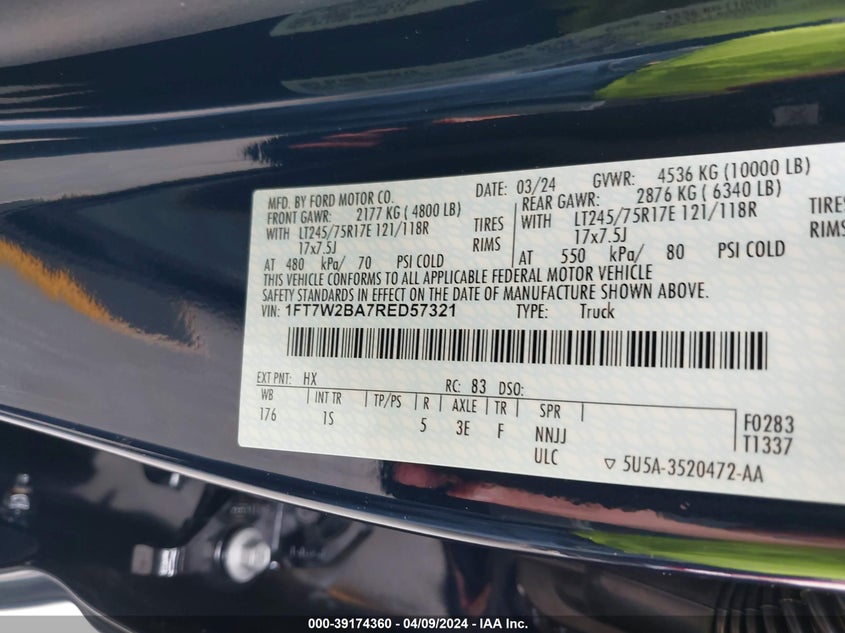 MFD. BY FORD MOTOR CO. DATE: 03/24 GVWR: 4536 KG (10000 LB)
FRONT GAWR: 2177 KG ( 4800 LB) REAR GAWR: 2876 KG ( 6340 LB)
WITH LT245/75R17E 121/118R TIRES WITH LT245/75R17E 121/118R TIRES
17x7.5J RIMS 17x7.5J RIMS
AT 480 kPa/ 70 PSI COLD AT 550 kPa/ 80 PSI COLD
THIS VEHICLE CONFORMS TO ALL APPLICABLE FEDERAL MOTOR VEHICLE
SAFETY STANDARDS IN EFFECT ON THE DATE OF MANUFACTURE SHOWN ABOVE.
VIN: 1FT7W2BA7RED57321 TYPE: Truck
EXT PNT: HX RC: 83 DSO:
WB INT TR TP/PS R AXLE TR SPR
176 1S 5 3E F NNJJ
ULC
F0283
T1337
▽ 5U5A-3520472-AA
000-39174360 - 04/09/2024 - IAA Inc.